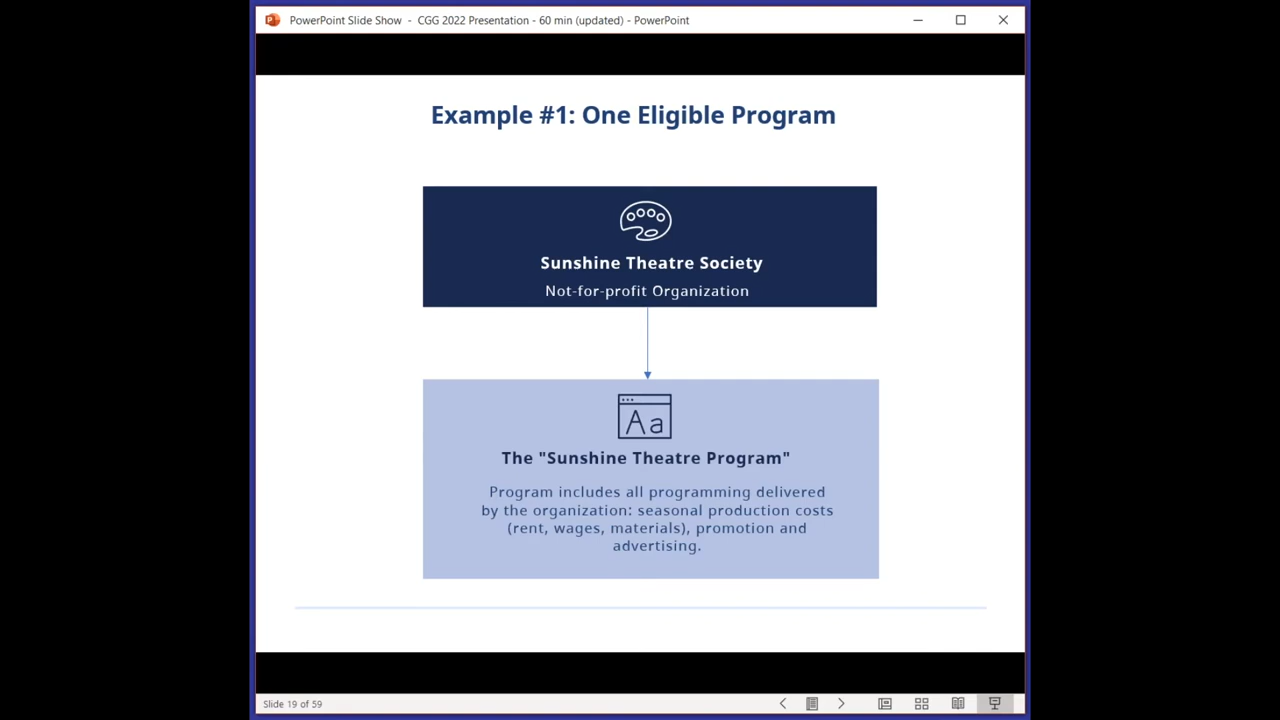 PowerPoint Slide Show - CGG 2022 Presentation - 60 min (updated) - PowerPoint
Example #1: One Eligible Program
Sunshine Theatre Society
Not-for-profit Organization
Aa
The "Sunshine Theatre Program"
Program includes all programming delivered
by the organization: seasonal production costs
(rent, wages, materials), promotion and
advertising.
Slide 19 of 59